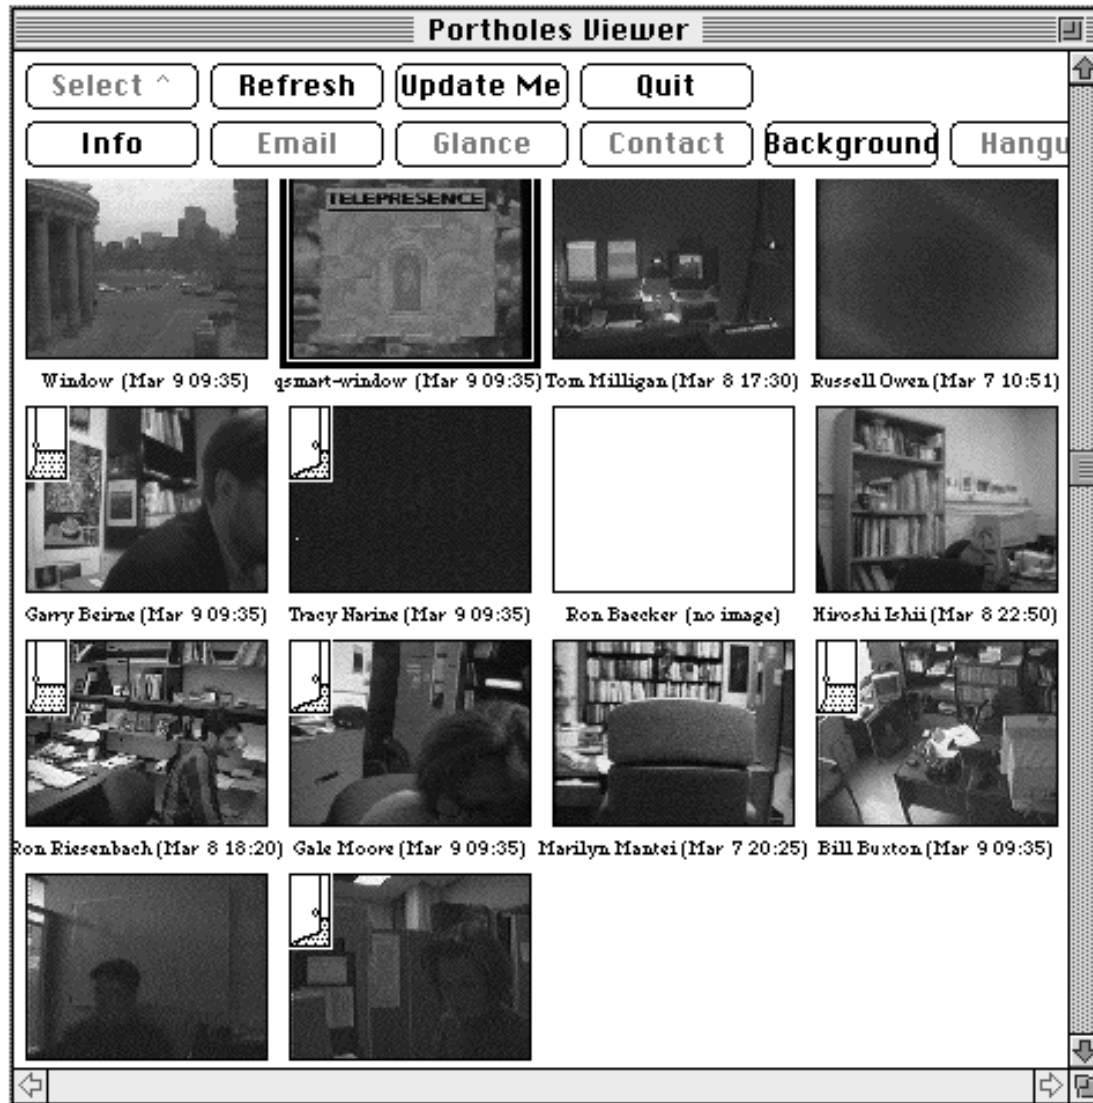 Portholes Viewer
Select ^ Refresh Update Me Quit
Info Email Glance Contact Background Hangu
TELEPRESENCE
Window (Mar 9 09:35) qsmart-window (Mar 9 09:35) Tom Milligan (Mar 8 17:30) Russell Owen (Mar 7 10:51)
Garry Beirne (Mar 9 09:35) Tracy Narine (Mar 9 09:35) Ron Baecker (no image) Hiroshi Ishii (Mar 8 22:50)
Ron Riesenbach (Mar 8 18:20) Gale Moore (Mar 9 09:35) Marilyn Mantei (Mar 7 20:25) Bill Buxton (Mar 9 09:35)